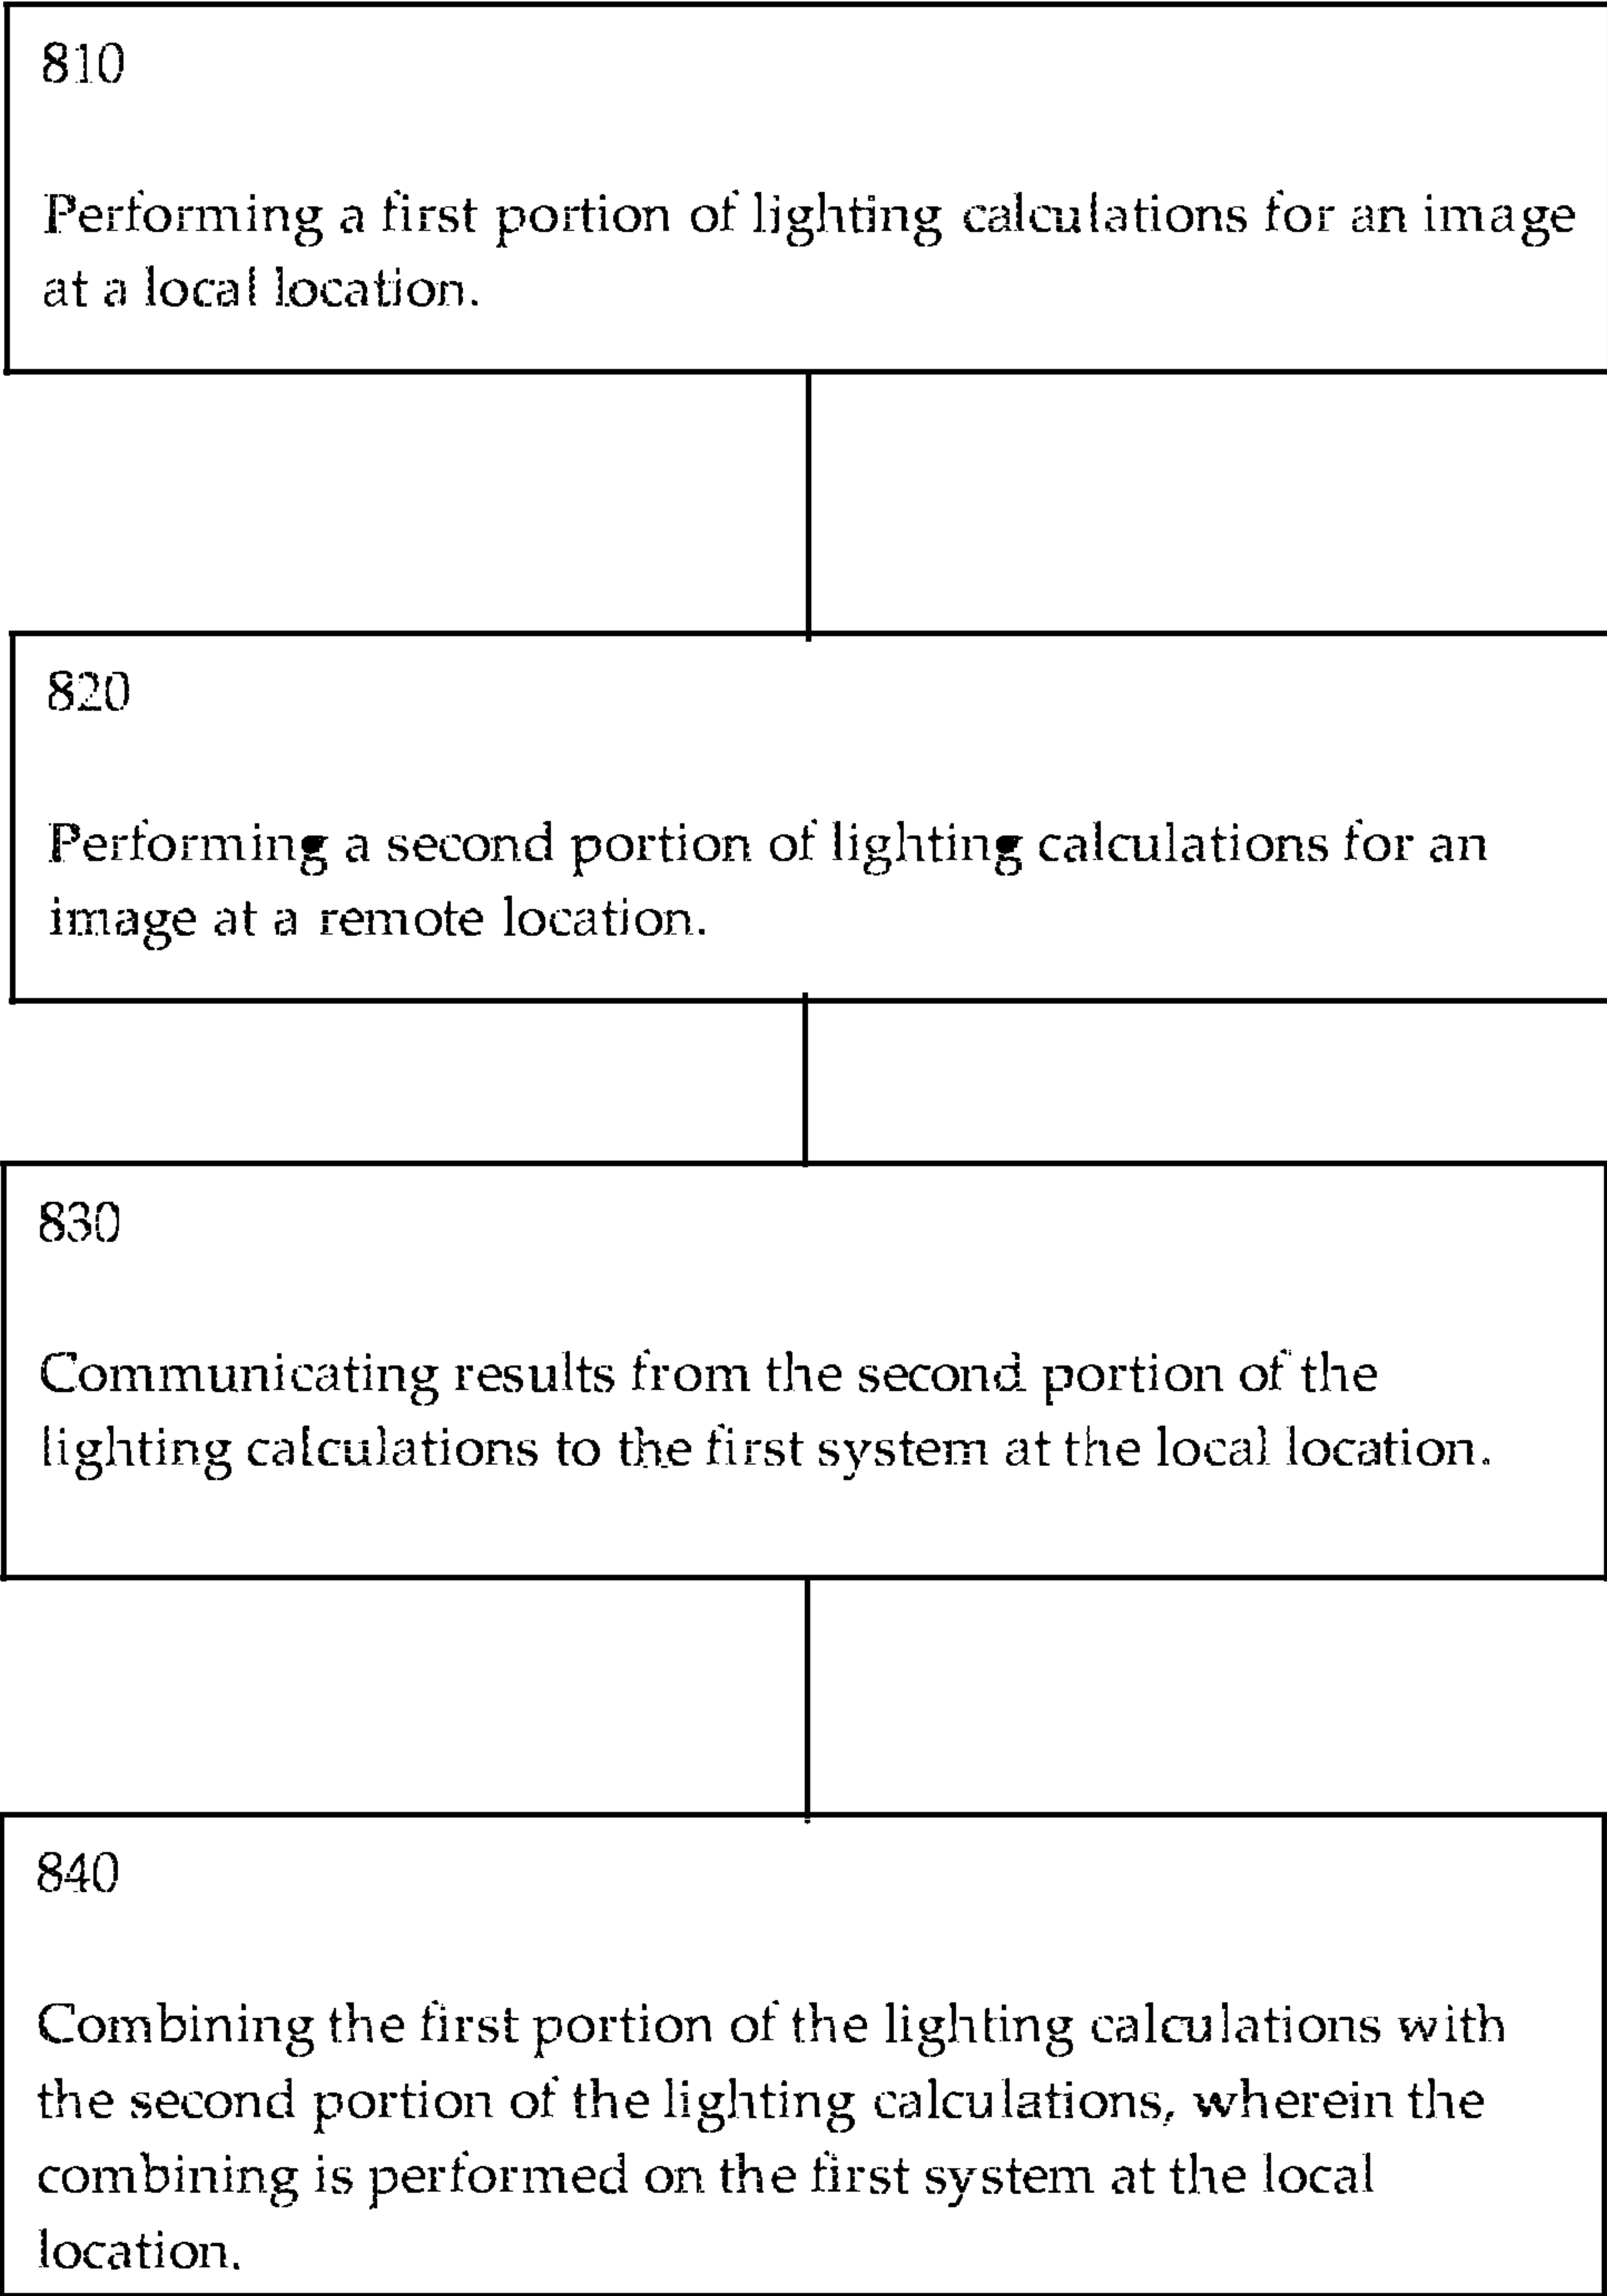 810
Performing a first portion of lighting calculations for an image
at a local location.
820
Performing a second portion of lighting calculations for an
image at a remote location.
830
Communicating results from the second portion of the
lighting calculations to the first system at the local location.
840
Combining the first portion of the lighting calculations with
the second portion of the lighting calculations, wherein the
combining is performed on the first system at the local
location.